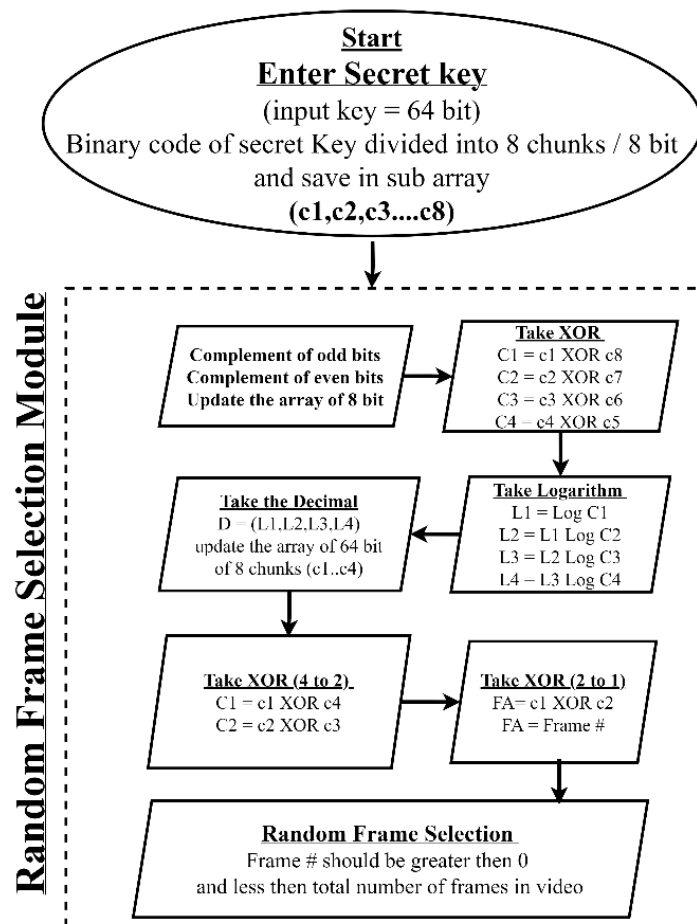 Start
Enter Secret key
(input key = 64 bit)
Binary code of secret Key divided into 8 chunks / 8 bit
and save in sub array
(c1,c2,c3....c8)
Random Frame Selection Module
Complement of odd bits
Complement of even bits
Update the array of 8 bit
Take XOR
C1 = c1 XOR c8
C2 = c2 XOR c7
C3 = c3 XOR c6
C4 = c4 XOR c5
Take Logarithm
L1 = Log C1
L2 = L1 Log C2
L3 = L2 Log C3
L4 = L3 Log C4
Take the Decimal
D = (L1,L2,L3,L4)
update the array of 64 bit
of 8 chunks (c1..c4)
Take XOR (4 to 2)
C1 = c1 XOR c4
C2 = c2 XOR c3
Take XOR (2 to 1)
FA= c1 XOR c2
FA = Frame #
Random Frame Selection
Frame # should be greater then 0
and less then total number of frames in video